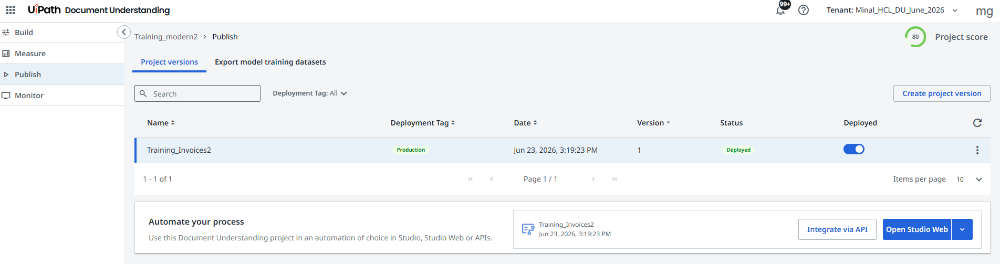 UiPath Document Understanding
99+
Tenant: Minal_HCL_DU_June_2026
mg
Build
Measure
Publish
Monitor
Training_modern2 > Publish
80 Project score
Project versions
Export model training datasets
Search
Deployment Tag: All
Create project version
Name Deployment Tag Date Version Status Deployed
Training_Invoices2 Production Jun 23, 2026, 3:19:23 PM 1 Deployed
1 - 1 of 1 Page 1 / 1 Items per page 10
Automate your process
Use this Document Understanding project in an automation of choice in Studio, Studio Web or APIs.
Training_Invoices2
Jun 23, 2026, 3:19:23 PM
Integrate via API
Open Studio Web